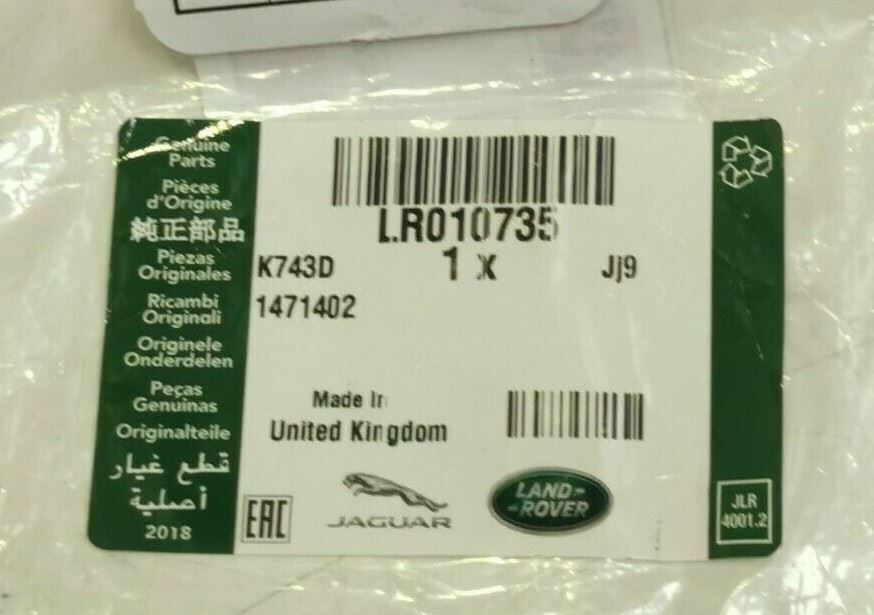 Genuine
Parts
Pièces
d'Origine
純正部品
Piezas
Originales
Ricambi
Originali
Originele
Onderdelen
Peças
Genuinas
Originalteile
قطع غيار
أصلية
2018
LR010735
K743D 1 x Jj9
1471402
Made In
United Kingdom
EAC
JAGUAR
LAND-
-ROVER
JLR
4001.2